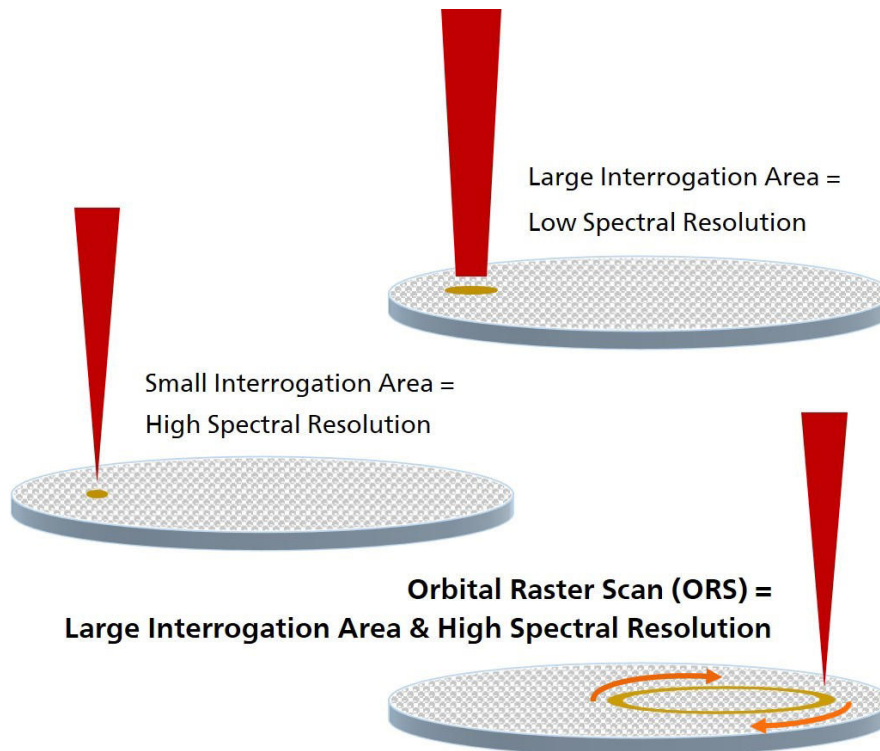 Large Interrogation Area =
Low Spectral Resolution
Small Interrogation Area =
High Spectral Resolution
Orbital Raster Scan (ORS) =
Large Interrogation Area & High Spectral Resolution